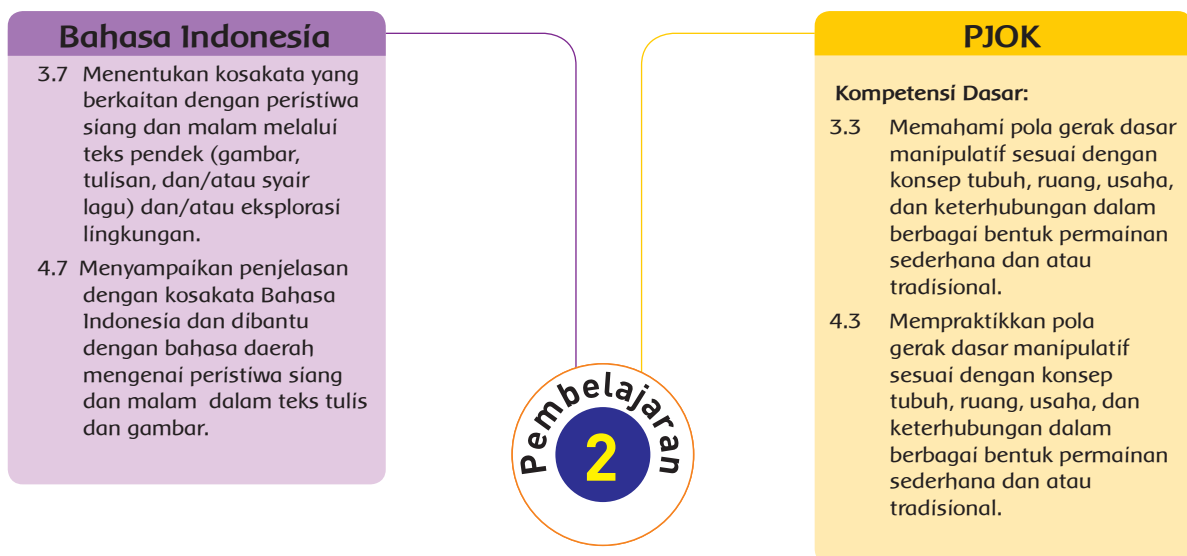 Bahasa Indonesia
3.7 Menentukan kosakata yang
berkaitan dengan peristiwa
siang dan malam melalui
teks pendek (gambar,
tulisan, dan/atau syair
lagu) dan/atau eksplorasi
lingkungan.
4.7 Menyampaikan penjelasan
dengan kosakata Bahasa
Indonesia dan dibantu
dengan bahasa daerah
mengenai peristiwa siang
dan malam dalam teks tulis
dan gambar.
Pembelajaran
2
PJOK
Kompetensi Dasar:
3.3 Memahami pola gerak dasar
manipulatif sesuai dengan
konsep tubuh, ruang, usaha,
dan keterhubungan dalam
berbagai bentuk permainan
sederhana dan atau
tradisional.
4.3 Mempraktikkan pola
gerak dasar manipulatif
sesuai dengan konsep
tubuh, ruang, usaha, dan
keterhubungan dalam
berbagai bentuk permainan
sederhana dan atau
tradisional.